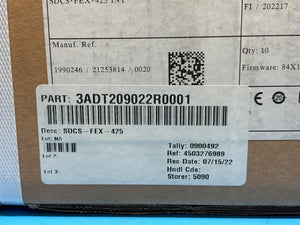 SDCS-FEX-425 INT
FI / 202217
Manuf. Ref.
Qty: 10
1990246 / 21253814 / 0020
Firmware: 84X1
PART: 3ADT209022R0001
Desc: SDCS-FEX-425
Lot: NA
Lot 2:
Lot 3:
Tally: 0900492
Ref: 4503276989
Rec Date: 07/15/22
Hndl Cde:
Storer: 5090